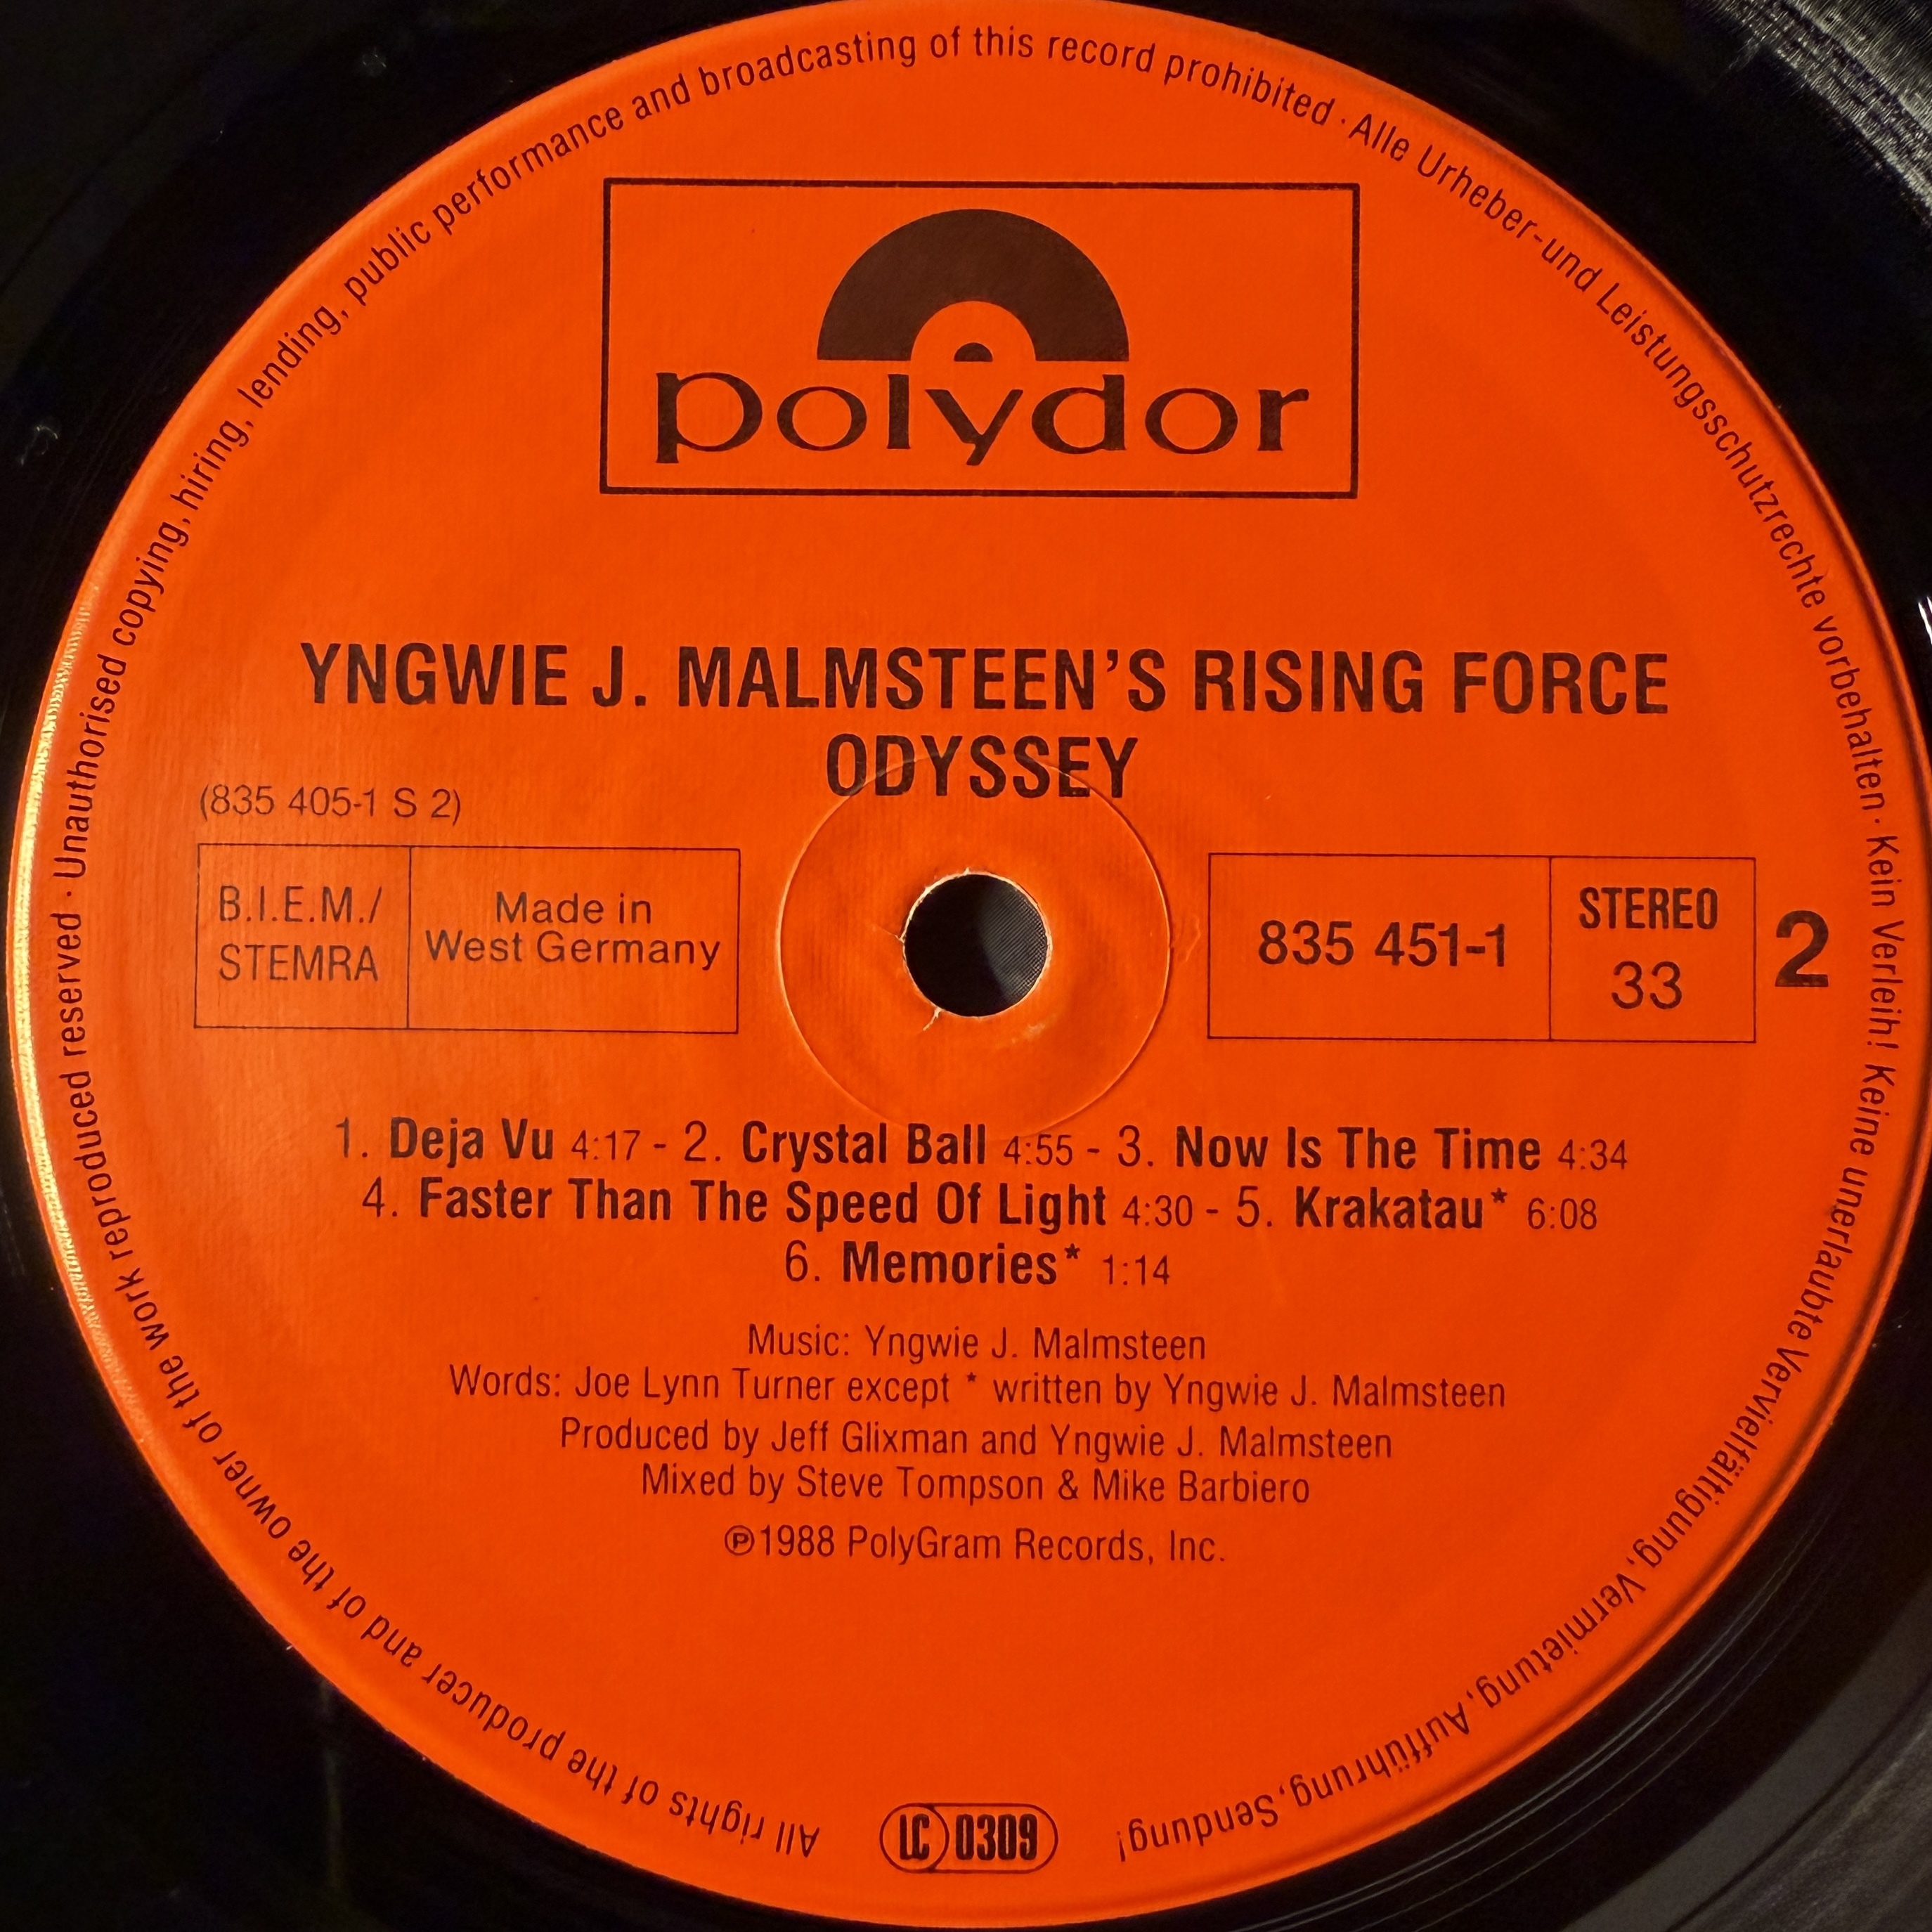 polydor
YNGWIE J. MALMSTEEN'S RISING FORCE
ODYSSEY
(835 405-1 S 2)
B.I.E.M./
STEMRA
Made in
West Germany
835 451-1
STEREO
33
2
1. Deja Vu 4:17 - 2. Crystal Ball 4:55 - 3. Now Is The Time 4:34
4. Faster Than The Speed Of Light 4:30 - 5. Krakatau* 6:08
6. Memories* 1:14
Music: Yngwie J. Malmsteen
Words: Joe Lynn Turner except * written by Yngwie J. Malmsteen
Produced by Jeff Glixman and Yngwie J. Malmsteen
Mixed by Steve Tompson & Mike Barbiero
℗1988 PolyGram Records, Inc.
All rights of the producer and of the owner of the work reproduced reserved · Unauthorised copying, hiring, lending, public performance and broadcasting of this record prohibited · Alle Urheber-und Leistungsschutzrechte vorbehalten · Kein Verleih! Keine unerlaubte Vervielfältigung, Vermietung, Aufführung, Sendung!
LC 0309